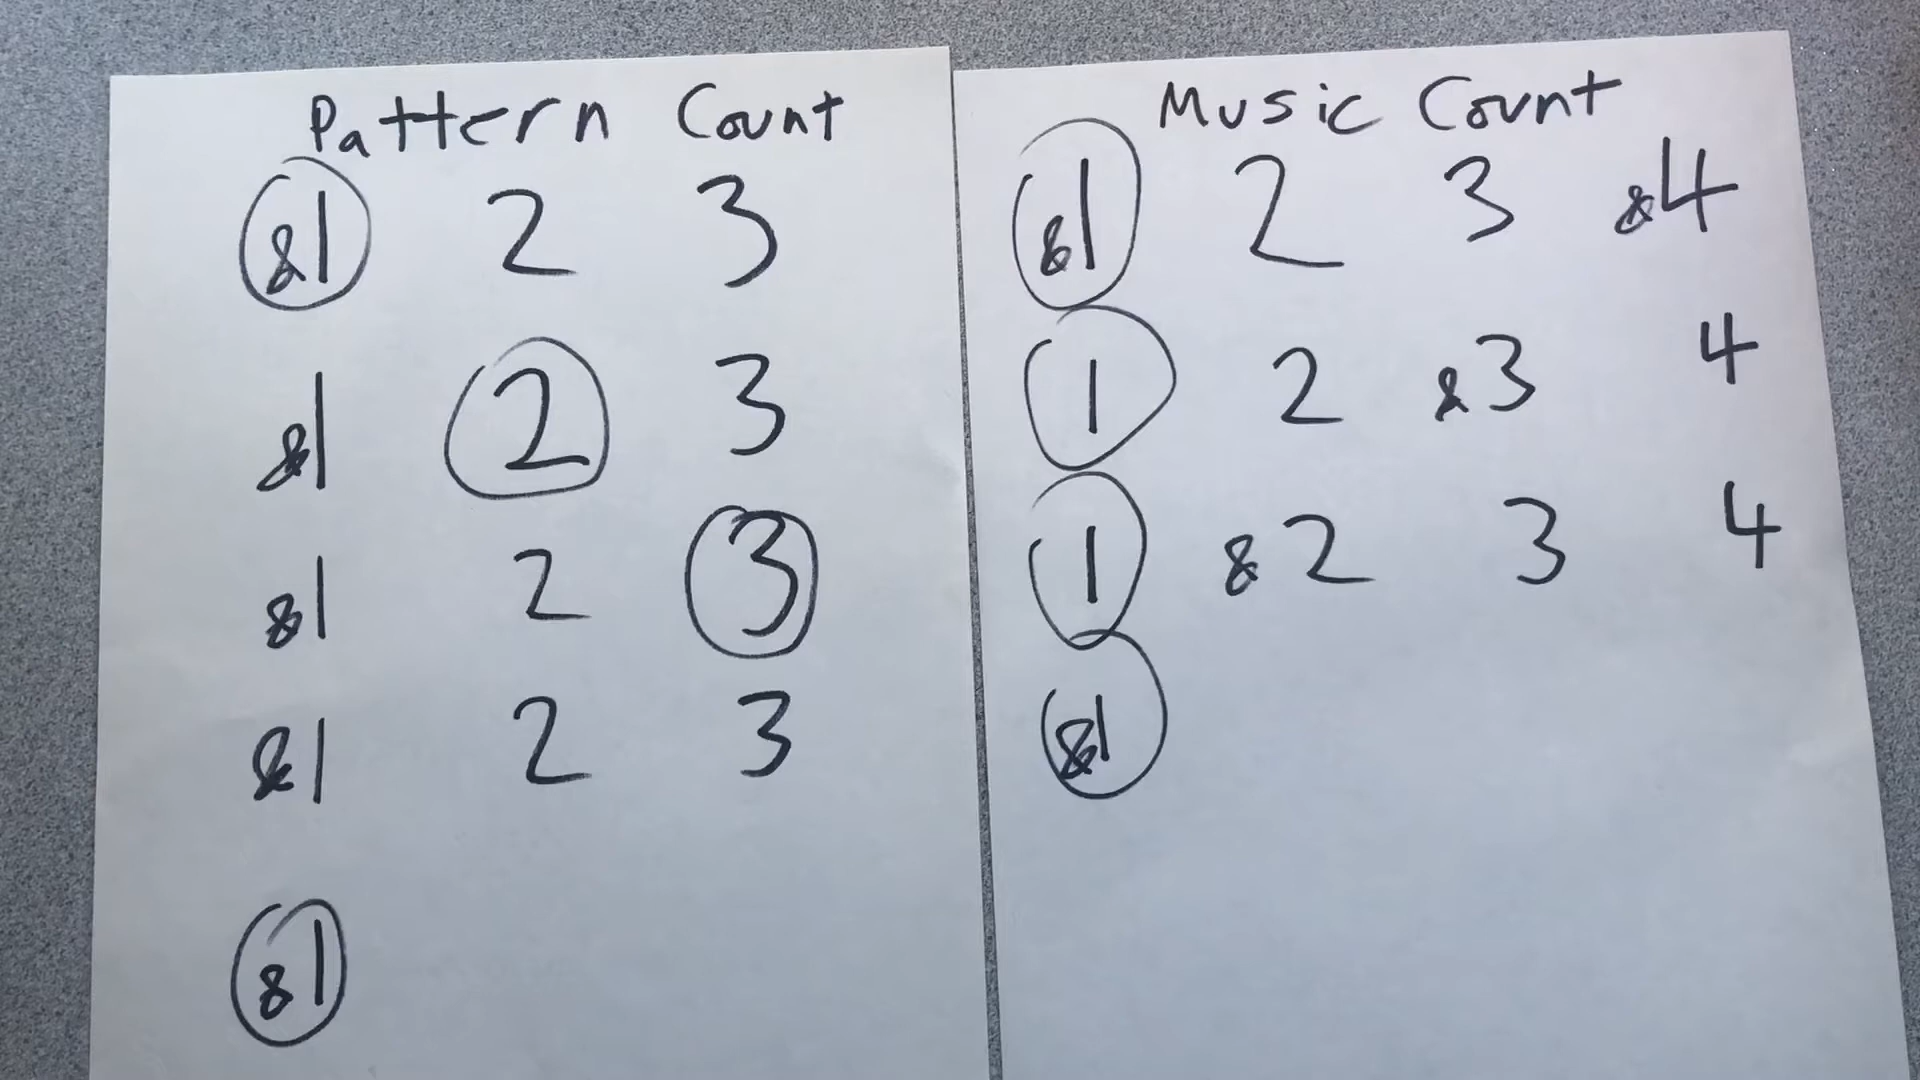 Pattern Count
&1 2 3
&1 2 3
&1 2 3
&1 2 3
&1
Music Count
&1 2 3 &4
1 2 &3 4
1 &2 3 4
&1